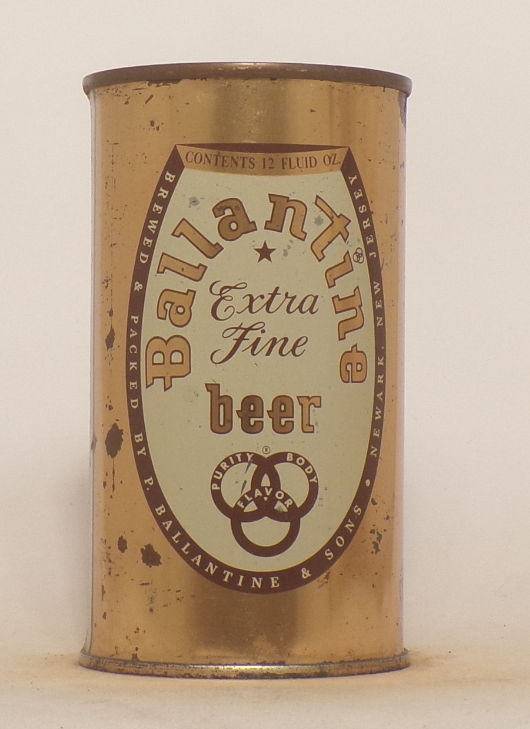 CONTENTS 12 FLUID OZ.
Ballantine
Extra
Fine
beer
®
PURITY BODY
FLAVOR
BREWED & PACKED BY P. BALLANTINE & SONS • NEWARK, NEW JERSEY